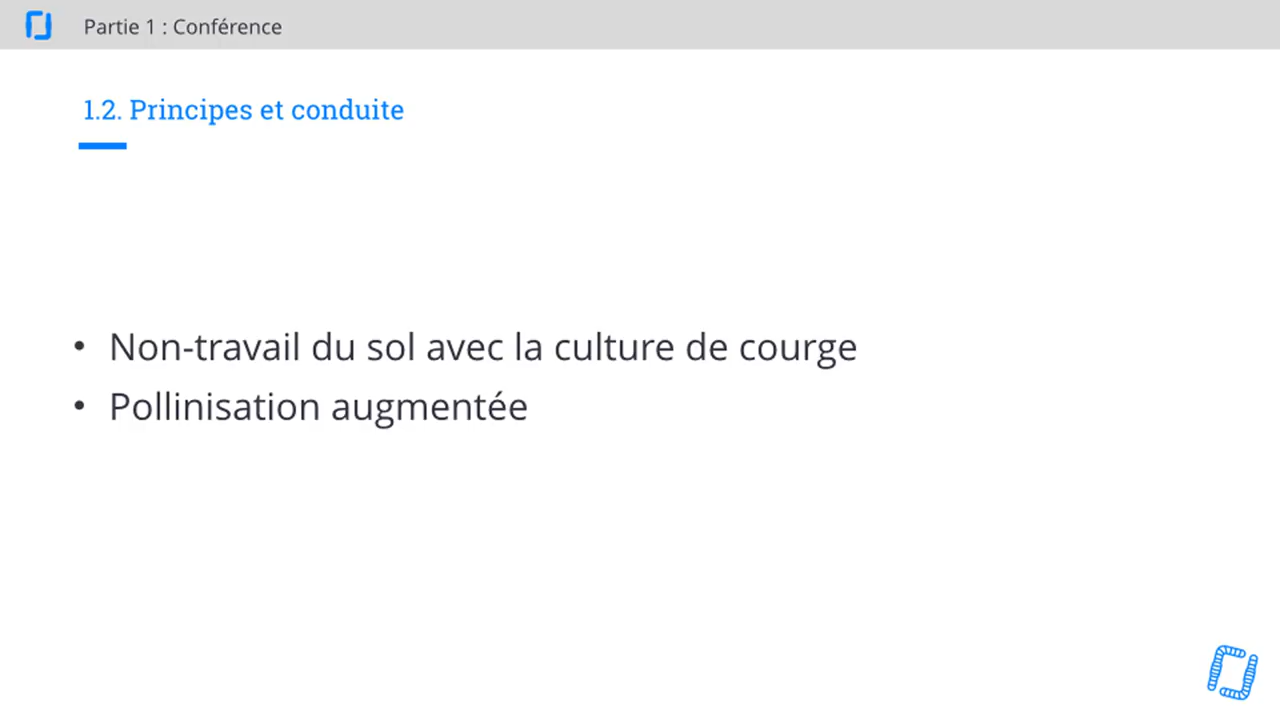 Partie 1 : Conférence
1.2. Principes et conduite
• Non-travail du sol avec la culture de courge
• Pollinisation augmentée